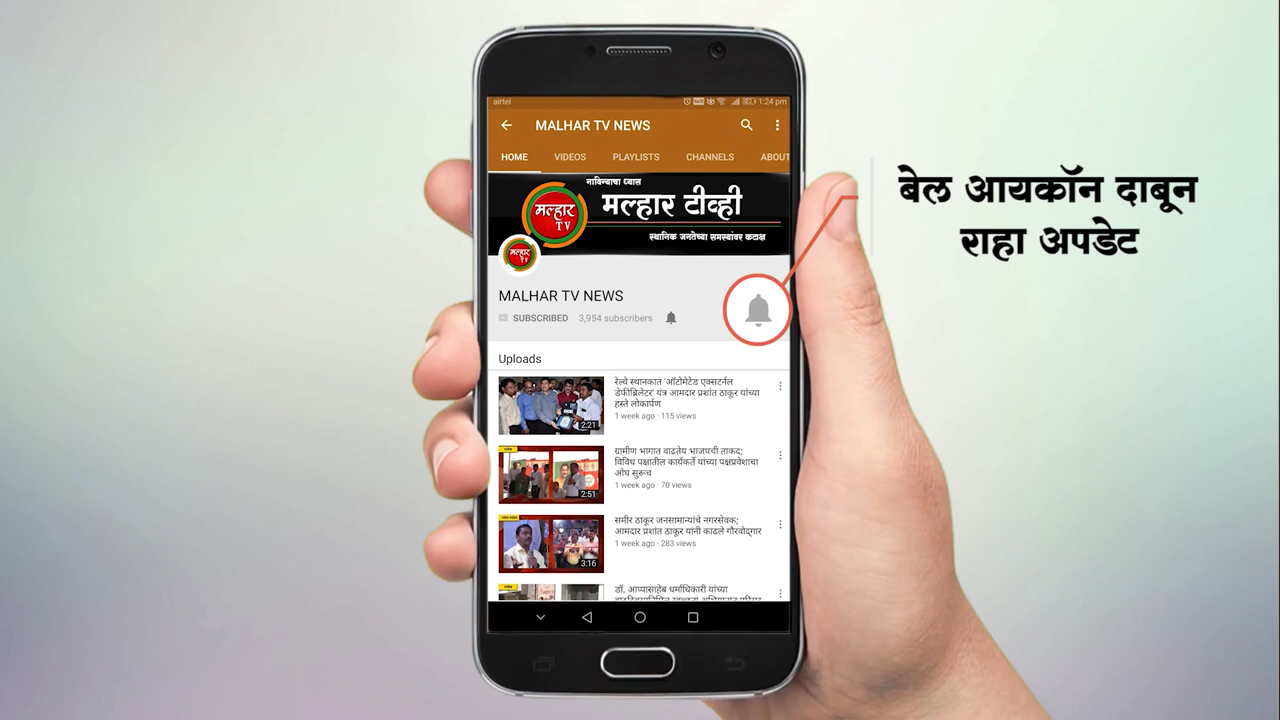 airtel
1:24 pm
MALHAR TV NEWS
HOME VIDEOS PLAYLISTS CHANNELS ABOUT
नाविन्याचा ध्यास
मल्हार टीव्ही
स्थानिक जनतेच्या समस्यांवर कटाक्ष
मल्हार
TV
मल्हार
TV
बेल आयकॉन दाबून
राहा अपडेट
MALHAR TV NEWS
SUBSCRIBED 3,954 subscribers
Uploads
रेल्वे स्थानकात 'ऑटोमेटेड एक्सटर्नल
डेफीब्रिलेटर' यंत्र आमदार प्रशांत ठाकूर यांच्या
हस्ते लोकार्पण
1 week ago · 115 views
2:21
ग्रामीण भागात वाढतेय भाजपची ताकद;
विविध पक्षातील कार्यकर्ते यांच्या पक्षप्रवेशाचा
ओघ सुरूच
1 week ago · 70 views
2:51
समीर ठाकूर जनसामान्यांचे नगरसेवक;
आमदार प्रशांत ठाकूर यांनी काढले गौरवोद्गार
1 week ago · 283 views
3:16
डॉ. आप्पासाहेब धर्माधिकारी यांच्या